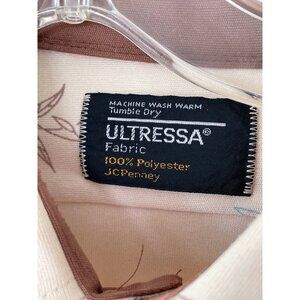 MACHINE WASH WARM
Tumble Dry
ULTRESSA®
Fabric
100% Polyester
JCPenney